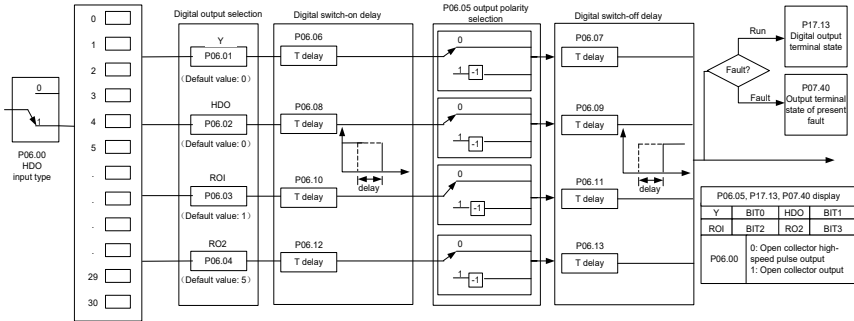 Digital output selection
Digital switch-on delay
P06.05 output polarity
selection
Digital switch-off delay
0
1
2
3
4
5
.
.
.
.
29
30
0
1
P06.00
HDO
input type
Y
P06.01
(Default value: 0)
HDO
P06.02
(Default value: 0)
ROI
P06.03
(Default value: 1)
RO2
P06.04
(Default value: 5)
P06.06
T delay
P06.08
T delay
delay
P06.10
T delay
P06.12
T delay
0
1
-1
0
1
-1
0
1
-1
0
1
-1
P06.07
T delay
P06.09
T delay
delay
P06.11
T delay
P06.13
T delay
Run
Fault?
Fault
P17.13
Digital output
terminal state
P07.40
Output terminal
state of present
fault
P06.05, P17.13, P07.40 display
Y BIT0 HDO BIT1
ROI BIT2 RO2 BIT3
P06.00
0: Open collector high-
speed pulse output
1: Open collector output